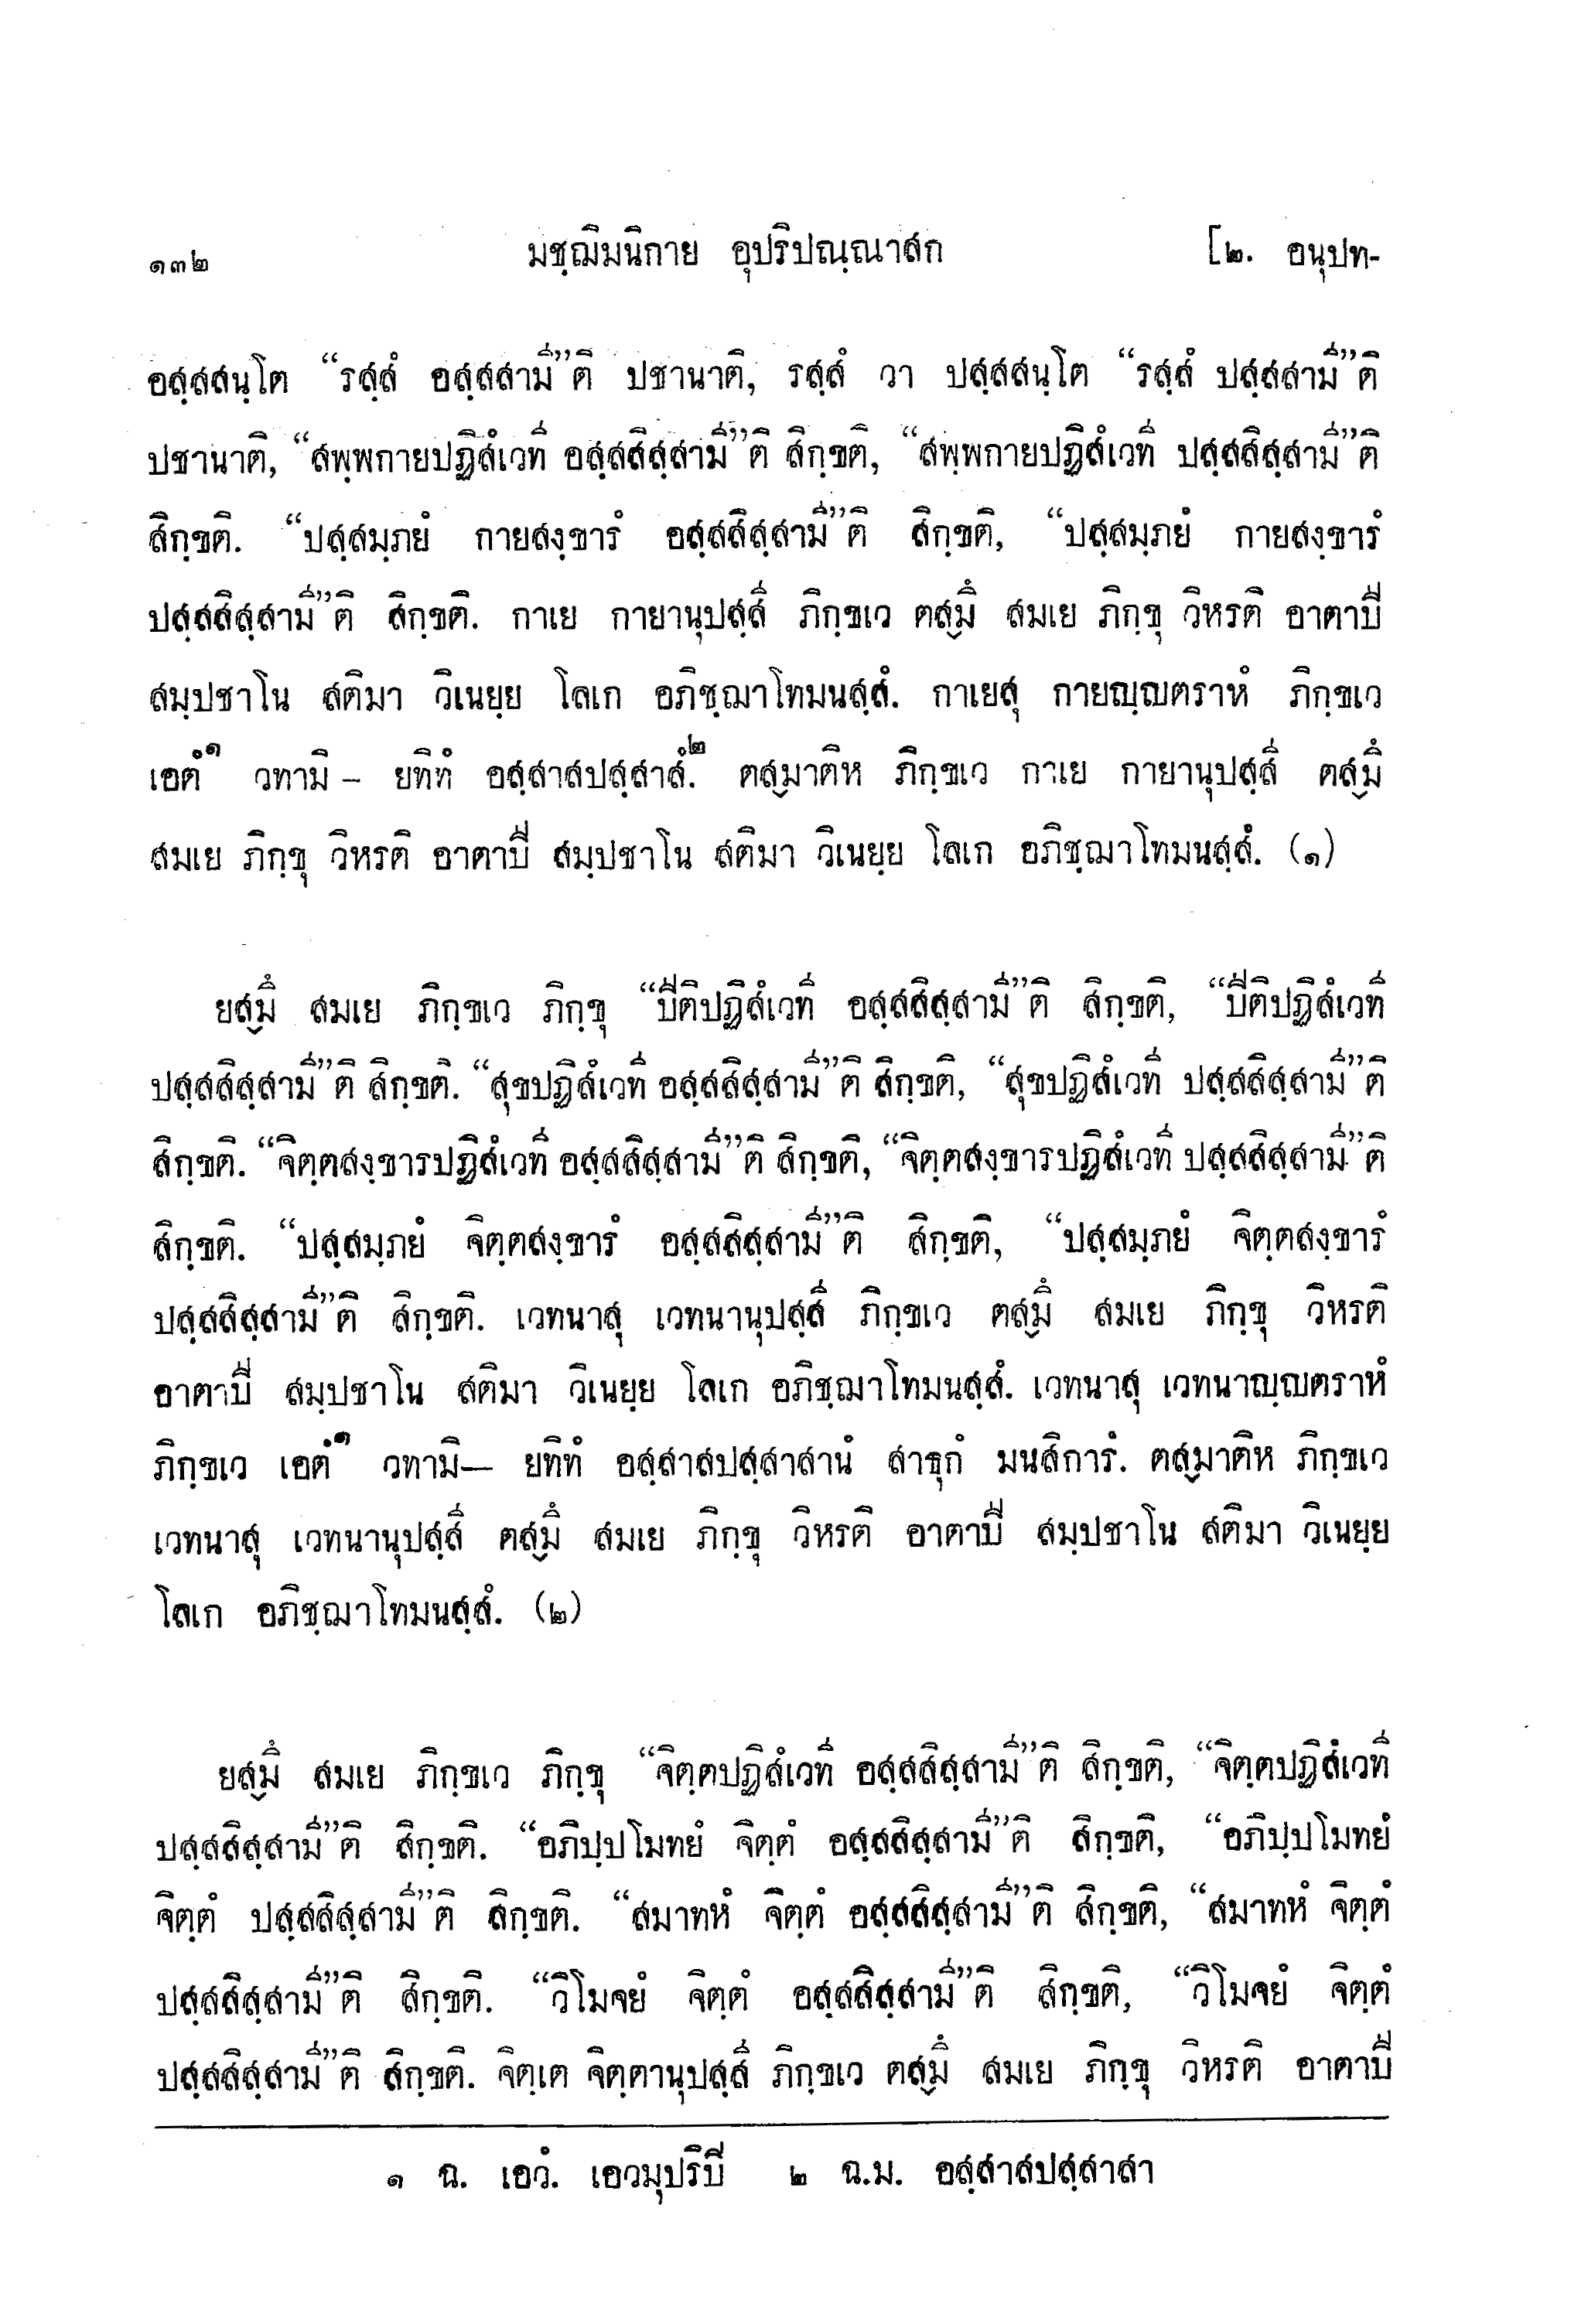 ๑๓๒ มชฺฌิมนิกาย อุปริปณฺณาสก [๒. อนุปท-
อสฺสสนฺโต “รสฺสํ อสฺสสามี”ติ ปชานาติ, รสฺสํ วา ปสฺสสนฺโต “รสฺสํ ปสฺสสามี”ติ
ปชานาติ, “สพฺพกายปฏิสํเวที อสฺสสิสฺสามี”ติ สิกฺขติ, “สพฺพกายปฏิสํเวที ปสฺสสิสฺสามี”ติ
สิกฺขติ. “ปสฺสมฺภยํ กายสงฺขารํ อสฺสสิสฺสามี”ติ สิกฺขติ, “ปสฺสมฺภยํ กายสงฺขารํ
ปสฺสสิสฺสามี”ติ สิกฺขติ. กาเย กายานุปสฺสี ภิกฺขเว ตสฺมึ สมเย ภิกฺขุ วิหรติ อาตาปี
สมฺปชาโน สติมา วิเนยฺย โลเก อภิชฺฌาโทมนสฺสํ. กาเยสุ กายญฺญตราหํ ภิกฺขเว
เอตํ๑ วทามิ – ยทิทํ อสฺสาสปสฺสาสํ.๒ ตสฺมาติห ภิกฺขเว กาเย กายานุปสฺสี ตสฺมึ
สมเย ภิกฺขุ วิหรติ อาตาปี สมฺปชาโน สติมา วิเนยฺย โลเก อภิชฺฌาโทมนสฺสํ. (๑)
ยสฺมึ สมเย ภิกฺขเว ภิกฺขุ “ปีติปฏิสํเวที อสฺสสิสฺสามี”ติ สิกฺขติ, “ปีติปฏิสํเวที
ปสฺสสิสฺสามี”ติ สิกฺขติ. “สุขปฏิสํเวที อสฺสสิสฺสามี”ติ สิกฺขติ, “สุขปฏิสํเวที ปสฺสสิสฺสามี”ติ
สิกฺขติ. “จิตฺตสงฺขารปฏิสํเวที อสฺสสิสฺสามี”ติ สิกฺขติ, “จิตฺตสงฺขารปฏิสํเวที ปสฺสสิสฺสามี”ติ
สิกฺขติ. “ปสฺสมฺภยํ จิตฺตสงฺขารํ อสฺสสิสฺสามี”ติ สิกฺขติ, “ปสฺสมฺภยํ จิตฺตสงฺขารํ
ปสฺสสิสฺสามี”ติ สิกฺขติ. เวทนาสุ เวทนานุปสฺสี ภิกฺขเว ตสฺมึ สมเย ภิกฺขุ วิหรติ
อาตาปี สมฺปชาโน สติมา วิเนยฺย โลเก อภิชฺฌาโทมนสฺสํ. เวทนาสุ เวทนาญฺญตราหํ
ภิกฺขเว เอตํ๑ วทามิ– ยทิทํ อสฺสาสปสฺสาสานํ สาธุกํ มนสิการํ. ตสฺมาติห ภิกฺขเว
เวทนาสุ เวทนานุปสฺสี ตสฺมึ สมเย ภิกฺขุ วิหรติ อาตาปี สมฺปชาโน สติมา วิเนยฺย
โลเก อภิชฺฌาโทมนสฺสํ. (๒)
ยสฺมึ สมเย ภิกฺขเว ภิกฺขุ “จิตฺตปฏิสํเวที อสฺสสิสฺสามี”ติ สิกฺขติ, “จิตฺตปฏิสํเวที
ปสฺสสิสฺสามี”ติ สิกฺขติ. “อภิปฺปโมทยํ จิตฺตํ อสฺสสิสฺสามี”ติ สิกฺขติ, “อภิปฺปโมทยํ
จิตฺตํ ปสฺสสิสฺสามี”ติ สิกฺขติ. “สมาทหํ จิตฺตํ อสฺสสิสฺสามี”ติ สิกฺขติ, “สมาทหํ จิตฺตํ
ปสฺสสิสฺสามี”ติ สิกฺขติ. “วิโมจยํ จิตฺตํ อสฺสสิสฺสามี”ติ สิกฺขติ, “วิโมจยํ จิตฺตํ
ปสฺสสิสฺสามี”ติ สิกฺขติ. จิตฺเต จิตฺตานุปสฺสี ภิกฺขเว ตสฺมึ สมเย ภิกฺขุ วิหรติ อาตาปี
๑ ฉ. เอวํ. เอวมุปริปี ๒ ฉ.ม. อสฺสาสปสฺสาสา